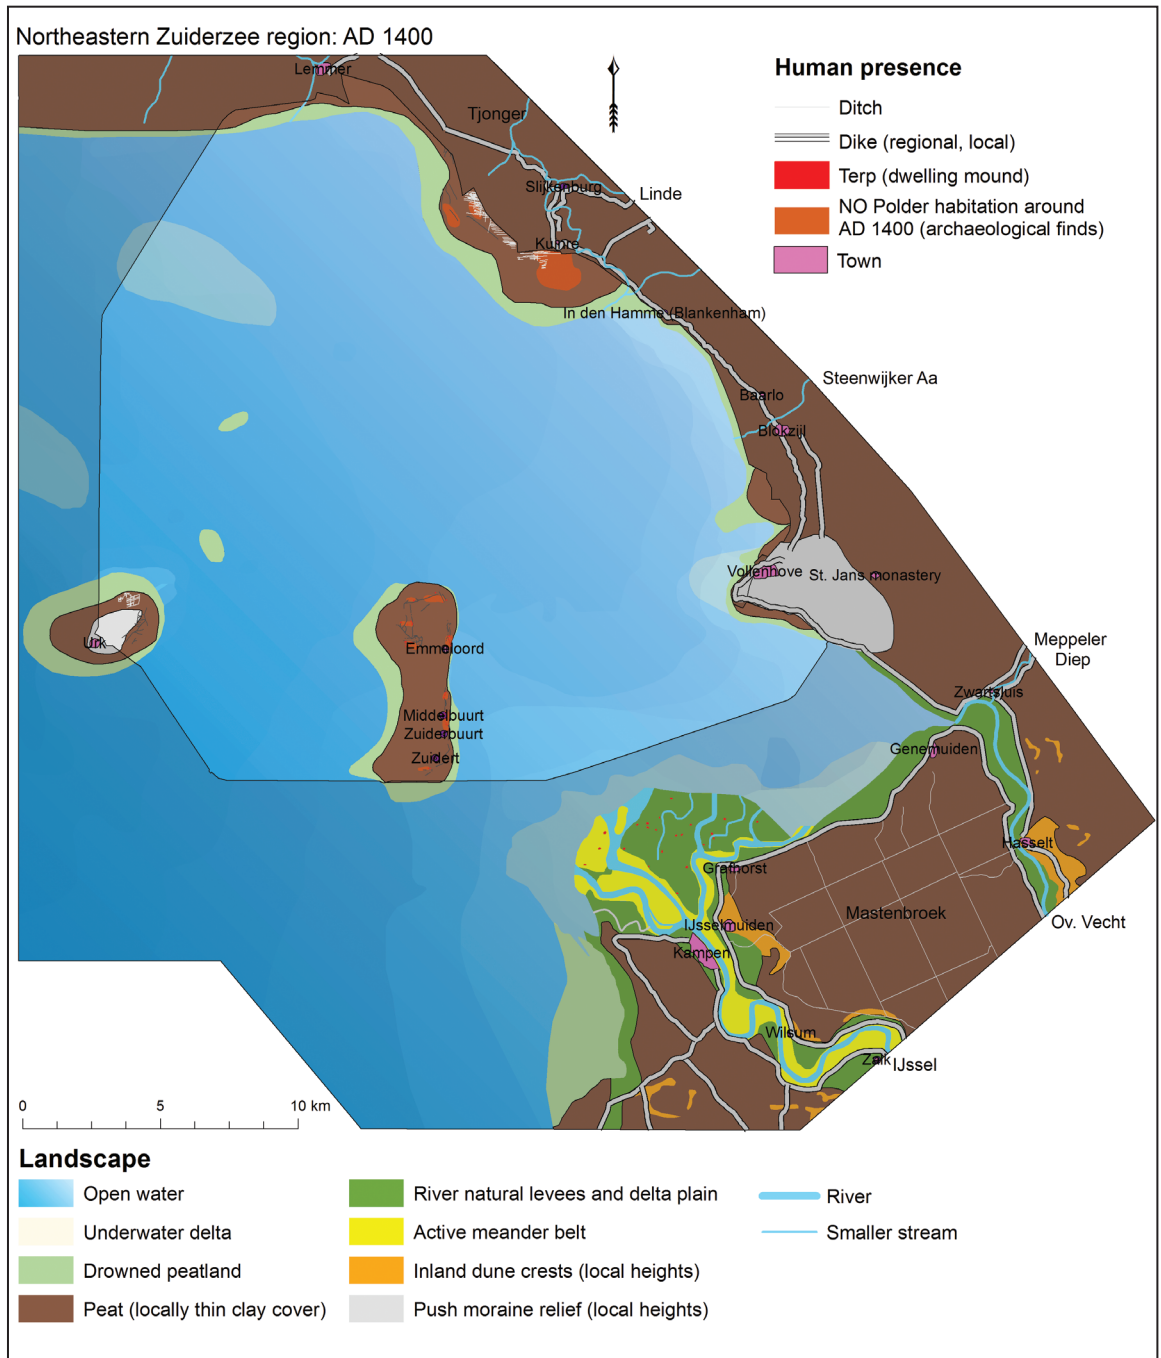 Northeastern Zuiderzee region: AD 1400
Human presence
Ditch
Dike (regional, local)
Terp (dwelling mound)
NO Polder habitation around
AD 1400 (archaeological finds)
Town
Lemmer
Tjonger
Slijkenburg
Linde
Kuinre
In den Hamme (Blankenham)
Steenwijker Aa
Baarlo
Blokzijl
Vollenhove
St. Jans monastery
Urk
Emmeloord
Meppeler
Diep
Zwartsluis
Middelbuurt
Zuiderbuurt
Genemuiden
Zuidert
Hasselt
Grafhorst
Mastenbroek
Ov. Vecht
IJsselmuiden
Kampen
Wilsum
Zalk
IJssel
0 5 10 km
Landscape
Open water
Underwater delta
Drowned peatland
Peat (locally thin clay cover)
River natural levees and delta plain
Active meander belt
Inland dune crests (local heights)
Push moraine relief (local heights)
River
Smaller stream